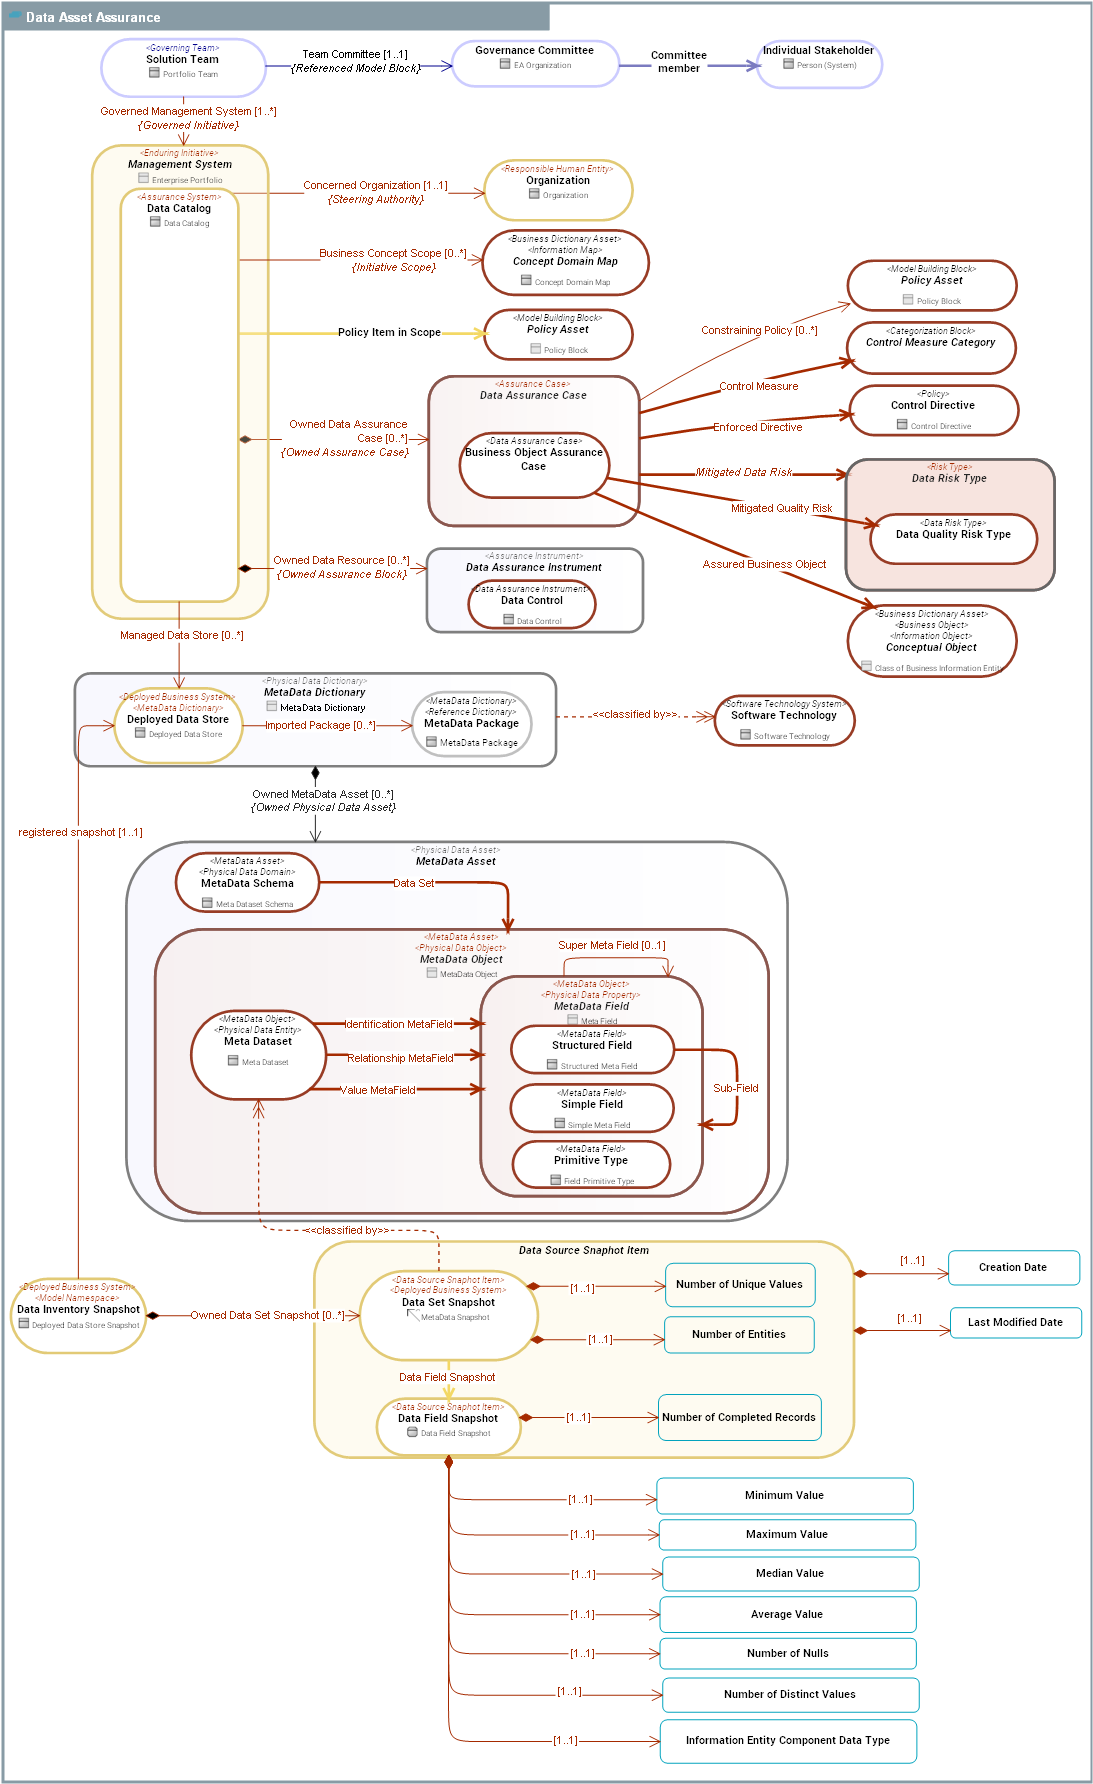 Data Asset Assurance
<Governing Team>
Solution Team
Portfolio Team
Team Committee [1..1]
{Referenced Model Block}
Governance Committee
EA Organization
Committee
member
Individual Stakeholder
Person (System)
Governed Management System [1..*]
{Governed Initiative}
<Enduring Initiative>
Management System
Enterprise Portfolio
<Assurance System>
Data Catalog
Data Catalog
Concerned Organization [1..1]
{Steering Authority}
<Responsible Human Entity>
Organization
Organization
Business Concept Scope [0..*]
{Initiative Scope}
<Business Dictionary Asset>
<Information Map>
Concept Domain Map
Concept Domain Map
Policy Item in Scope
<Model Building Block>
Policy Asset
Policy Block
<Model Building Block>
Policy Asset
Policy Block
Constraining Policy [0..*]
<Categorization Block>
Control Measure Category
Control Measure
<Policy>
Control Directive
Control Directive
Enforced Directive
Owned Data Assurance
Case [0..*]
{Owned Assurance Case}
<Assurance Case>
Data Assurance Case
<Data Assurance Case>
Business Object Assurance
Case
Mitigated Data Risk
<Risk Type>
Data Risk Type
Mitigated Quality Risk
<Data Risk Type>
Data Quality Risk Type
Assured Business Object
<Business Dictionary Asset>
<Business Object>
<Information Object>
Conceptual Object
Class of Business Information Entity
Owned Data Resource [0..*]
{Owned Assurance Block}
<Assurance Instrument>
Data Assurance Instrument
<Data Assurance Instrument>
Data Control
Data Control
Managed Data Store [0..*]
<Physical Data Dictionary>
MetaData Dictionary
MetaData Dictionary
<Deployed Business System>
<MetaData Dictionary>
Deployed Data Store
Deployed Data Store
Imported Package [0..*]
<MetaData Dictionary>
<Reference Dictionary>
MetaData Package
MetaData Package
<<classified by>>
<Software Technology System>
Software Technology
Software Technology
Owned MetaData Asset [0..*]
{Owned Physical Data Asset}
registered snapshot [1..1]
<Physical Data Asset>
MetaData Asset
<MetaData Asset>
<Physical Data Domain>
MetaData Schema
Meta Dataset Schema
Data Set
<MetaData Asset>
<Physical Data Object>
MetaData Object
MetaData Object
Super Meta Field [0..1]
<MetaData Object>
<Physical Data Property>
MetaData Field
Meta Field
<MetaData Object>
<Physical Data Entity>
Meta Dataset
Meta Dataset
Identification MetaField
Relationship MetaField
Value MetaField
<MetaData Field>
Structured Field
Structured Meta Field
Sub-Field
<MetaData Field>
Simple Field
Simple Meta Field
<MetaData Field>
Primitive Type
Field Primitive Type
<<classified by>>
Data Source Snaphot Item
<Deployed Business System>
<Model Namespace>
Data Inventory Snapshot
Deployed Data Store Snapshot
Owned Data Set Snapshot [0..*]
<Data Source Snaphot Item>
<Deployed Business System>
Data Set Snapshot
MetaData Snapshot
[1..1]
Number of Unique Values
[1..1]
Number of Entities
[1..1]
Creation Date
[1..1]
Last Modified Date
Data Field Snapshot
<Data Source Snaphot Item>
Data Field Snapshot
Data Field Snapshot
[1..1]
Number of Completed Records
[1..1]
Minimum Value
[1..1]
Maximum Value
[1..1]
Median Value
[1..1]
Average Value
[1..1]
Number of Nulls
[1..1]
Number of Distinct Values
[1..1]
Information Entity Component Data Type